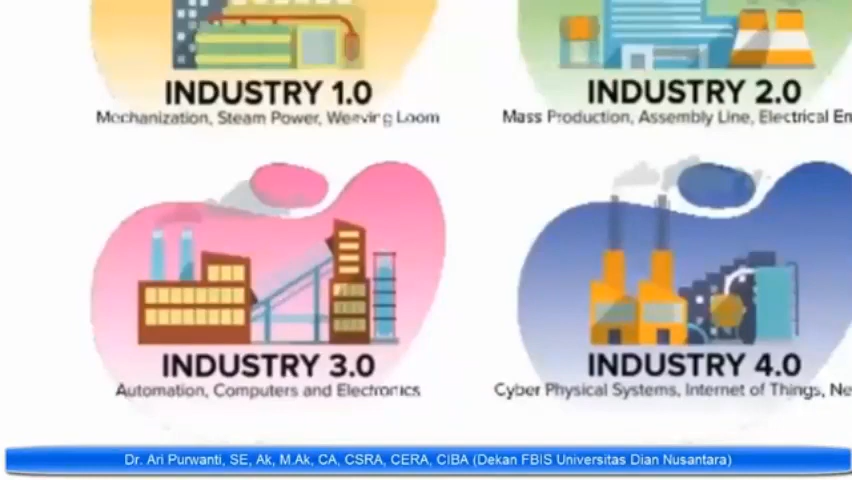 INDUSTRY 1.0
Mechanization, Steam Power, Weaving Loom
INDUSTRY 2.0
Mass Production, Assembly Line, Electrical En
INDUSTRY 3.0
Automation, Computers and Electronics
INDUSTRY 4.0
Cyber Physical Systems, Internet of Things, Ne
Dr. Ari Purwanti, SE, Ak, M.Ak, CA, CSRA, CERA, CIBA (Dekan FBIS Universitas Dian Nusantara)